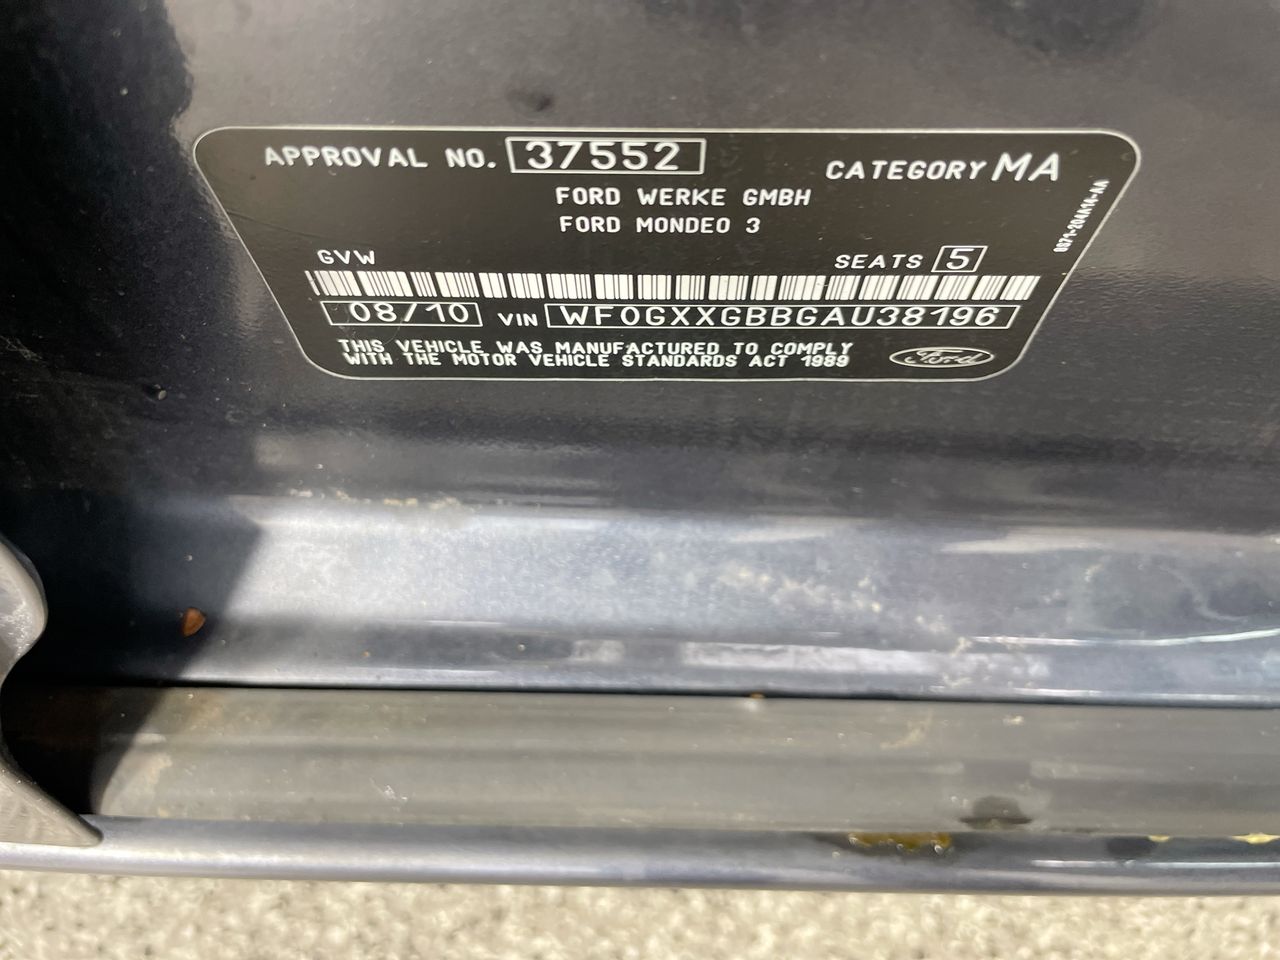 APPROVAL NO. 37552
CATEGORY MA
FORD WERKE GMBH
FORD MONDEO 3
GVW
SEATS 5
08/10 VIN WF0GXXGBBGAU38196
THIS VEHICLE WAS MANUFACTURED TO COMPLY
WITH THE MOTOR VEHICLE STANDARDS ACT 1989
Ford